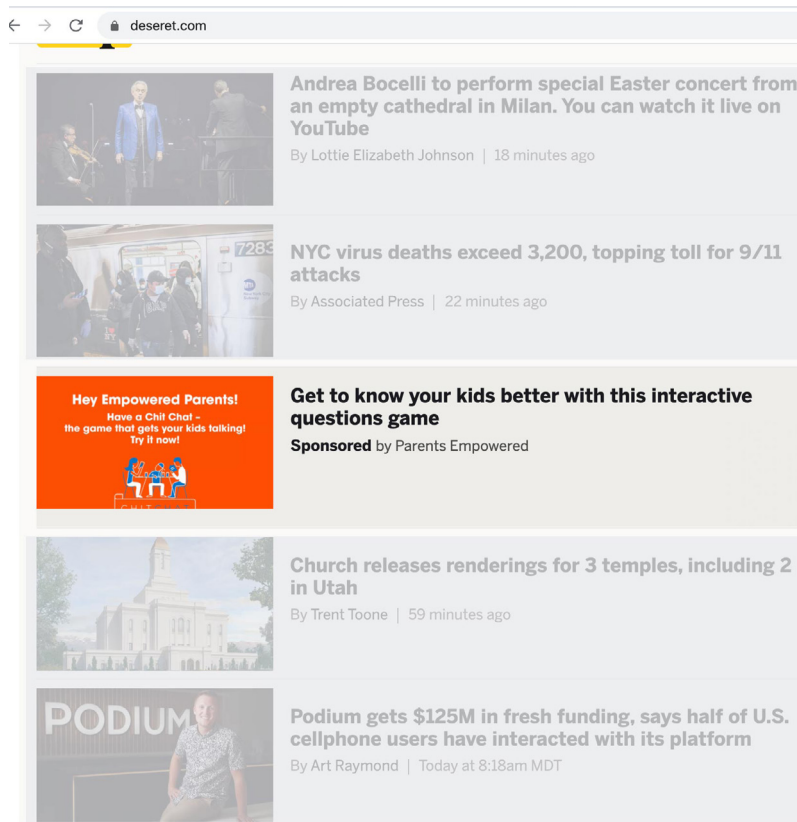 deseret.com
Andrea Bocelli to perform special Easter concert from
an empty cathedral in Milan. You can watch it live on
YouTube
By Lottie Elizabeth Johnson | 18 minutes ago
7283
NYC virus deaths exceed 3,200, topping toll for 9/11
attacks
By Associated Press | 22 minutes ago
Hey Empowered Parents!
Have a Chit Chat –
the game that gets your kids talking!
Try it now!
CHIT
Get to know your kids better with this interactive
questions game
Sponsored by Parents Empowered
Church releases renderings for 3 temples, including 2
in Utah
By Trent Toone | 59 minutes ago
PODIUM
Podium gets $125M in fresh funding, says half of U.S.
cellphone users have interacted with its platform
By Art Raymond | Today at 8:18am MDT